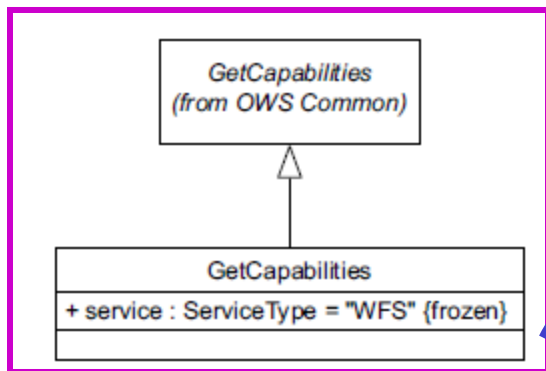 GetCapabilities
(from OWS Common)
GetCapabilities
+ service : ServiceType = "WFS" {frozen}